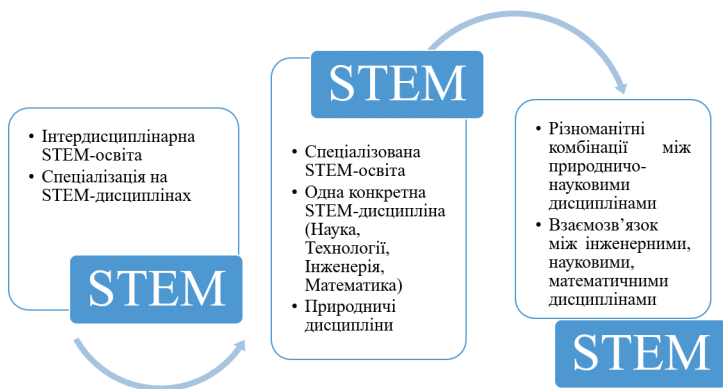 • Інтердисциплінарна
STEM-освіта
• Спеціалізація на
STEM-дисциплінах
STEM
STEM
• Спеціалізована
STEM-освіта
• Одна конкретна
STEM-дисципліна
(Наука,
Технології,
Інженерія,
Математика)
• Природничі
дисципліни
• Різноманітні
комбінації між
природничо-
науковими
дисциплінами
• Взаємозв’язок
між інженерними,
науковими,
математичними
дисциплінами
STEM